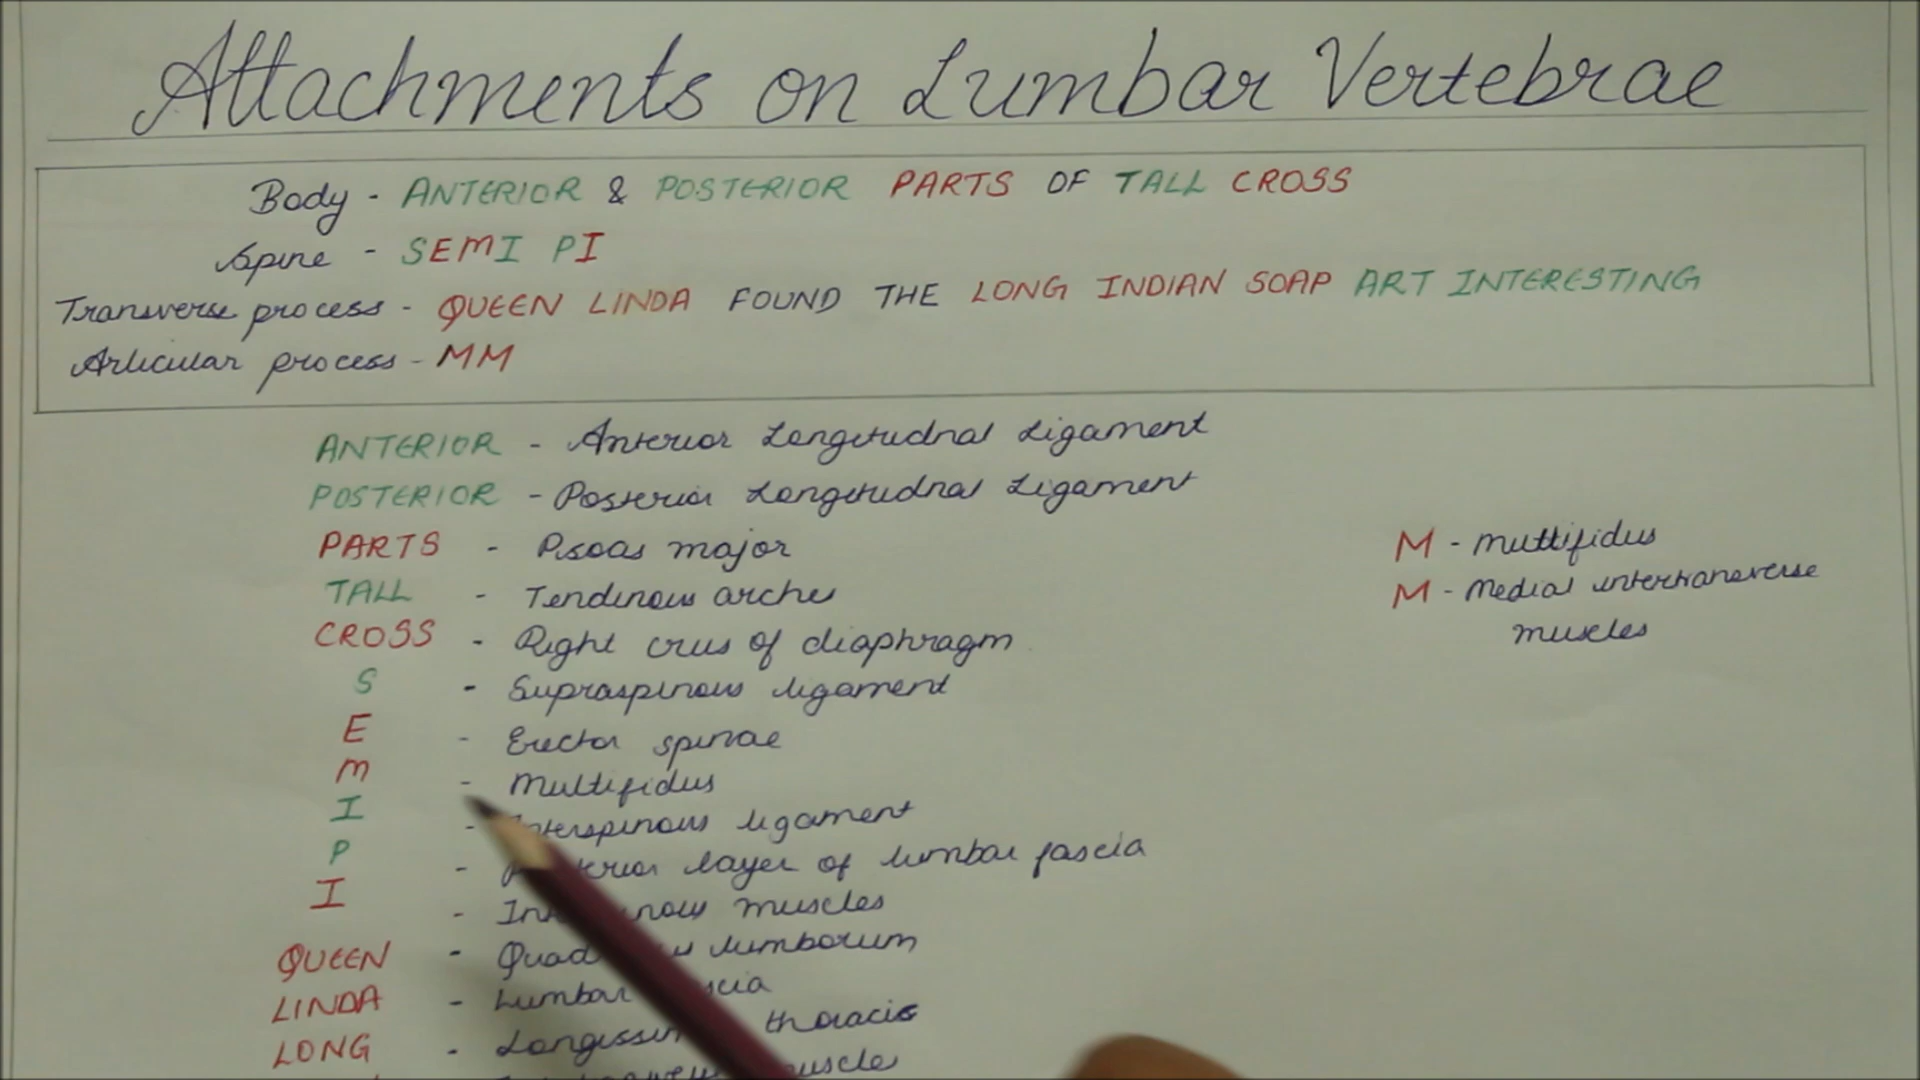 Attachments on Lumbar Vertebrae
Body - ANTERIOR & POSTERIOR PARTS OF TALL CROSS
Spine - SEMI PI
Transverse process - QUEEN LINDA FOUND THE LONG INDIAN SOAP ART INTERESTING
Articular process - MM
ANTERIOR - Anterior Longitudnal Ligament
POSTERIOR - Posterior Longitudnal Ligament
PARTS - Psoas major
TALL - Tendinous arches
CROSS - Right crus of diaphragm
S - Supraspinous ligament
E - Erector spinae
M - Multifidus
I - ligament
P - layer of lumbar fascia
I - muscles
QUEEN - lumborum
LINDA - Lumbar
LONG - thoracis
M - Multifidus
M - Medial intertransverse
muscles